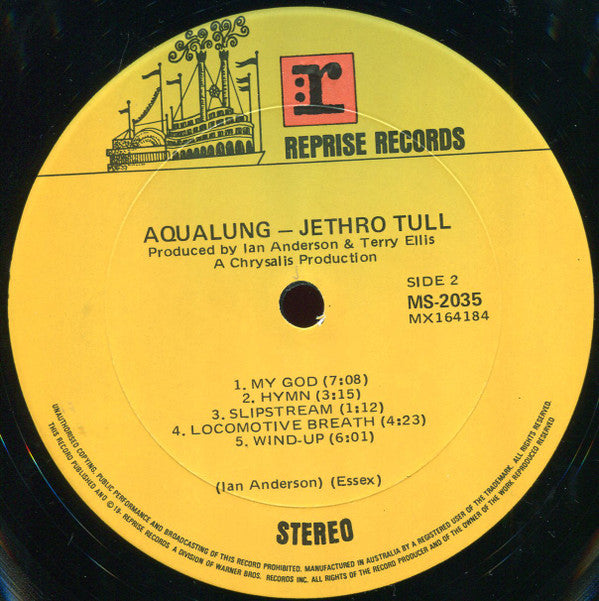 r
REPRISE RECORDS
AQUALUNG — JETHRO TULL
Produced by Ian Anderson & Terry Ellis
A Chrysalis Production
SIDE 2
MS-2035
MX164184
1. MY GOD (7:08)
2. HYMN (3:15)
3. SLIPSTREAM (1:12)
4. LOCOMOTIVE BREATH (4:23)
5. WIND-UP (6:01)
(Ian Anderson) (Essex)
STEREO
UNAUTHORISED COPYING, PUBLIC PERFORMANCE AND BROADCASTING OF THIS RECORD PROHIBITED. MANUFACTURED IN AUSTRALIA BY A REGISTERED USER OF THE TRADEMARK. ALL RIGHTS RESERVED.
THIS RECORD PUBLISHED AND © 19- REPRISE RECORDS A DIVISION OF WARNER BROS. RECORDS INC. ALL RIGHTS OF THE RECORD PRODUCER AND OF THE OWNER OF THE WORK REPRODUCED RESERVED